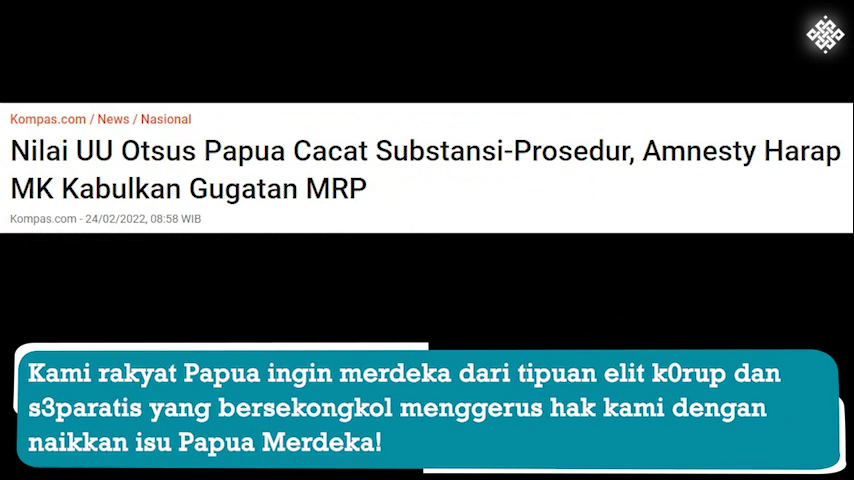 Kompas.com / News / Nasional
Nilai UU Otsus Papua Cacat Substansi-Prosedur, Amnesty Harap
MK Kabulkan Gugatan MRP
Kompas.com - 24/02/2022, 08:58 WIB
Kami rakyat Papua ingin merdeka dari tipuan elit k0rup dan
s3paratis yang bersekongkol menggerus hak kami dengan
naikkan isu Papua Merdeka!